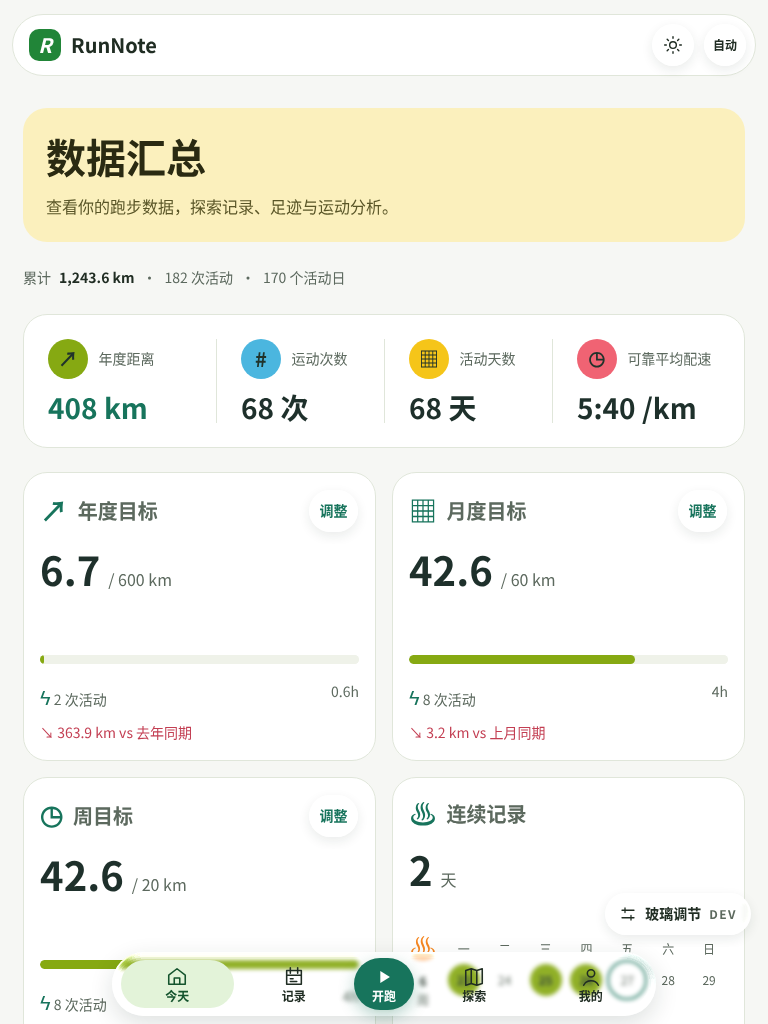 R RunNote
自动
数据汇总
查看你的跑步数据，探索记录、足迹与运动分析。
累计 1,243.6 km • 182 次活动 • 170 个活动日
年度距离
408 km
# 运动次数
68 次
活动天数
68 天
可靠平均配速
5:40 /km
年度目标
调整
6.7 / 600 km
ϟ 2 次活动
0.6h
↘ 363.9 km vs 去年同期
月度目标
调整
42.6 / 60 km
ϟ 8 次活动
4h
↘ 3.2 km vs 上月同期
周目标
调整
42.6 / 20 km
ϟ 8 次活动
连续记录
2 天
玻璃调节 DEV
一 二 三 四 五 六 日
24 27 28 29
今天
记录
开跑
探索
我的